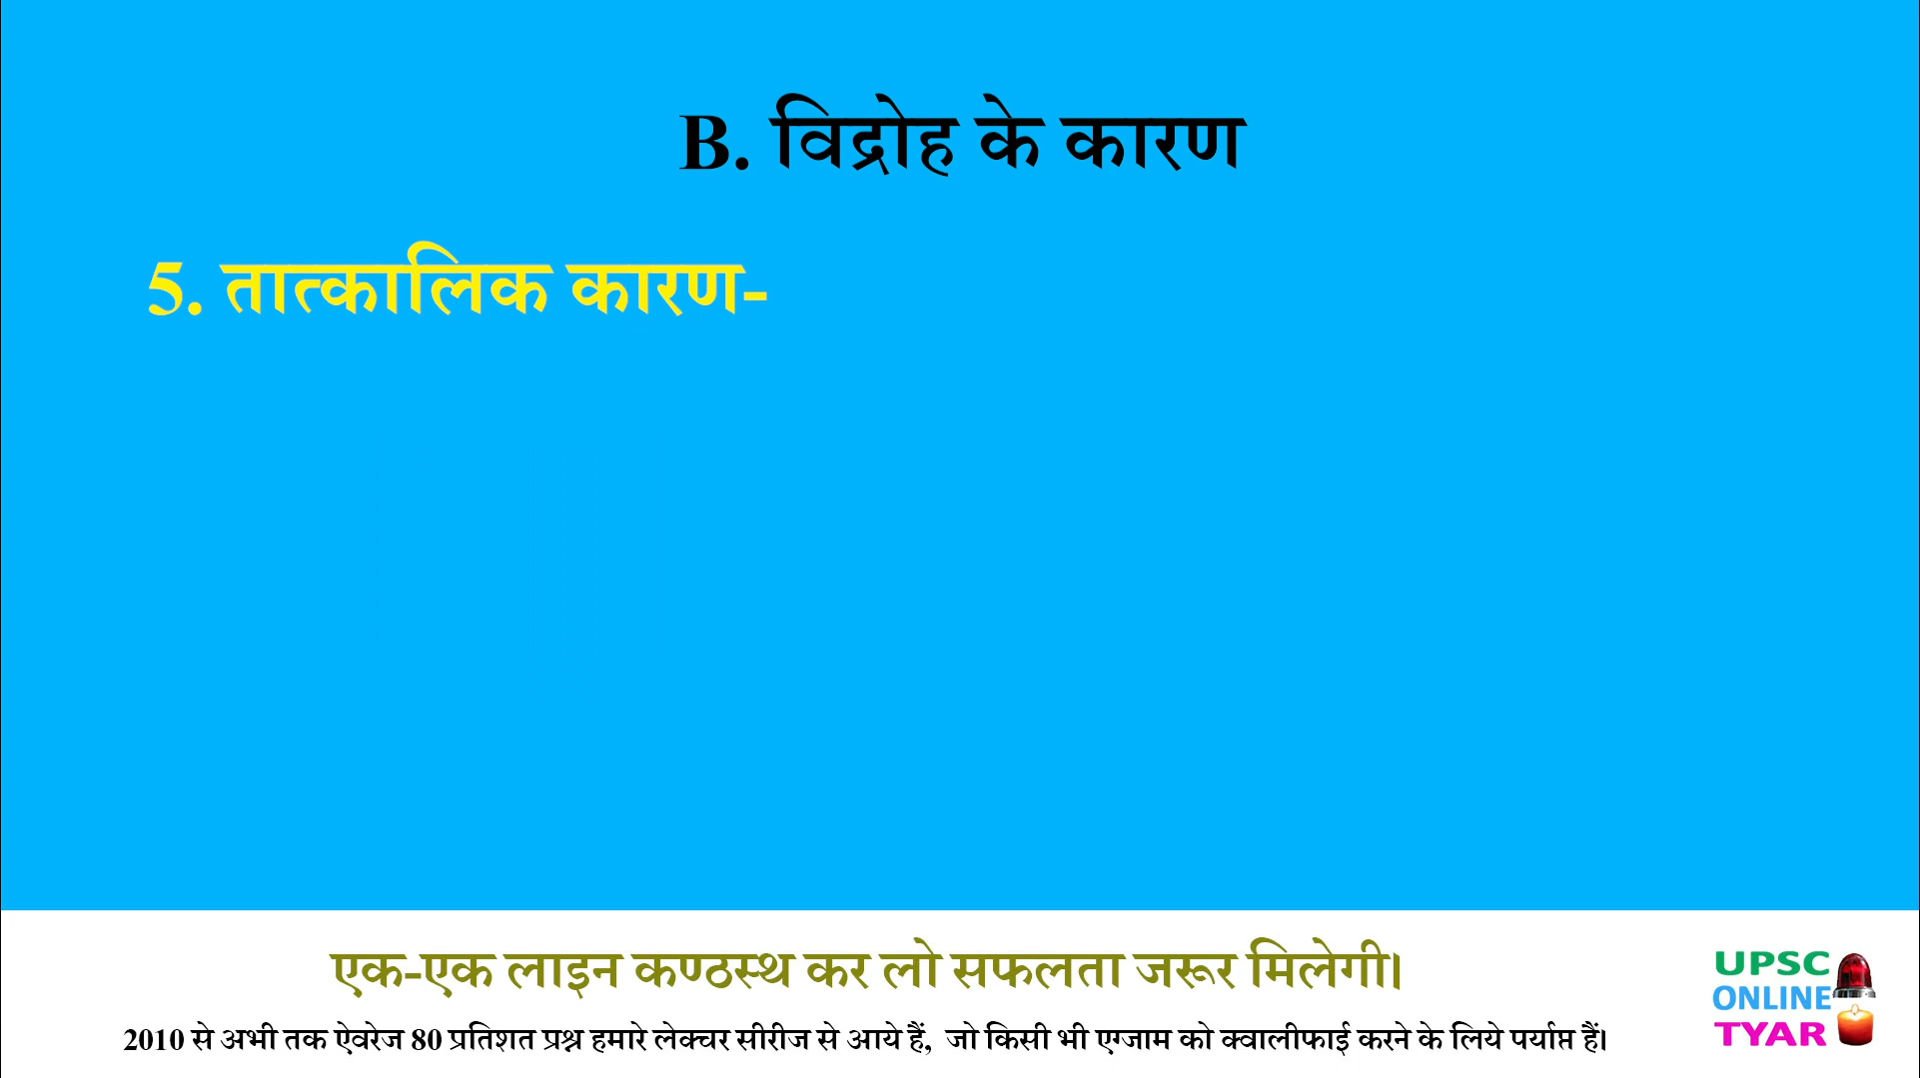 B. विद्रोह के कारण
5. तात्कालिक कारण-
एक-एक लाइन कण्ठस्थ कर लो सफलता जरूर मिलेगी।
2010 से अभी तक ऐवरेज 80 प्रतिशत प्रश्न हमारे लेक्चर सीरीज से आये हैं, जो किसी भी एग्जाम को क्वालीफाई करने के लिये पर्याप्त हैं।
UPSC
ONLINE
TYAR